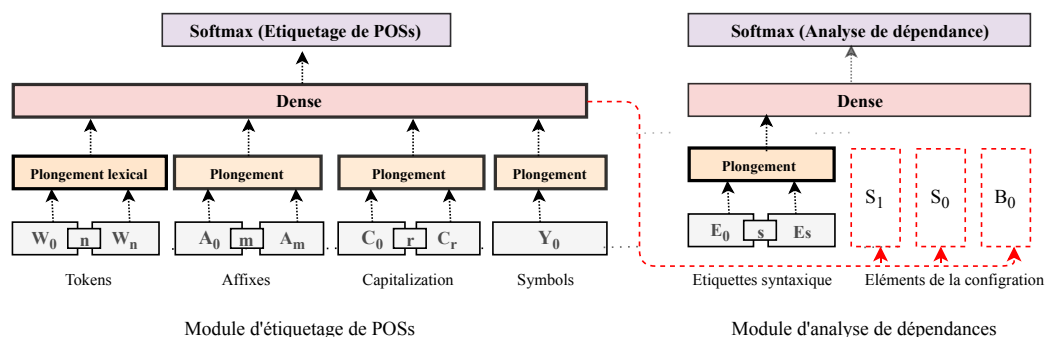 Softmax (Etiquetage de POSs)
Softmax (Analyse de dépendance)
Dense
Dense
Plongement lexical
Plongement
Plongement
Plongement
Plongement
W0 n Wn
A0 m Am
C0 r Cr
Y0
E0 s Es
S1
S0
B0
Tokens
Affixes
Capitalization
Symbols
Etiquettes syntaxique
Eléments de la configration
Module d'étiquetage de POSs
Module d'analyse de dépendances